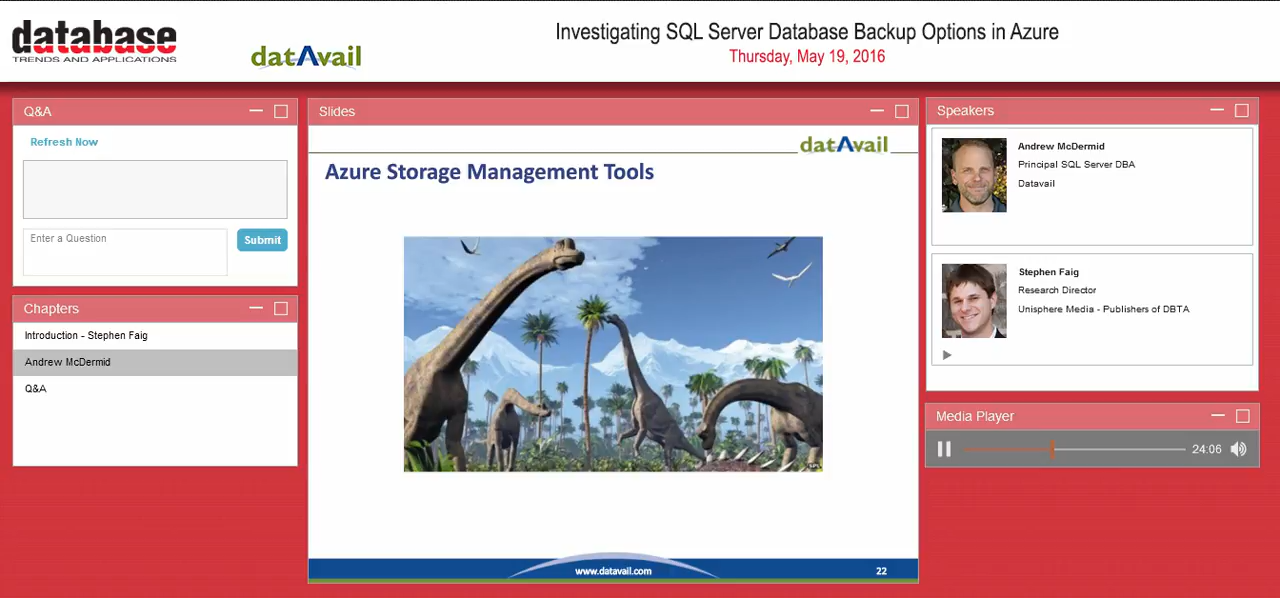 database
TRENDS AND APPLICATIONS
datAvail
Investigating SQL Server Database Backup Options in Azure
Thursday, May 19, 2016
Q&A
Refresh Now
Enter a Question
Submit
Chapters
Introduction - Stephen Faig
Andrew McDermid
Q&A
Slides
datAvail
Azure Storage Management Tools
www.datavail.com
22
Speakers
Andrew McDermid
Principal SQL Server DBA
Datavail
Stephen Faig
Research Director
Unisphere Media - Publishers of DBTA
Media Player
24:06